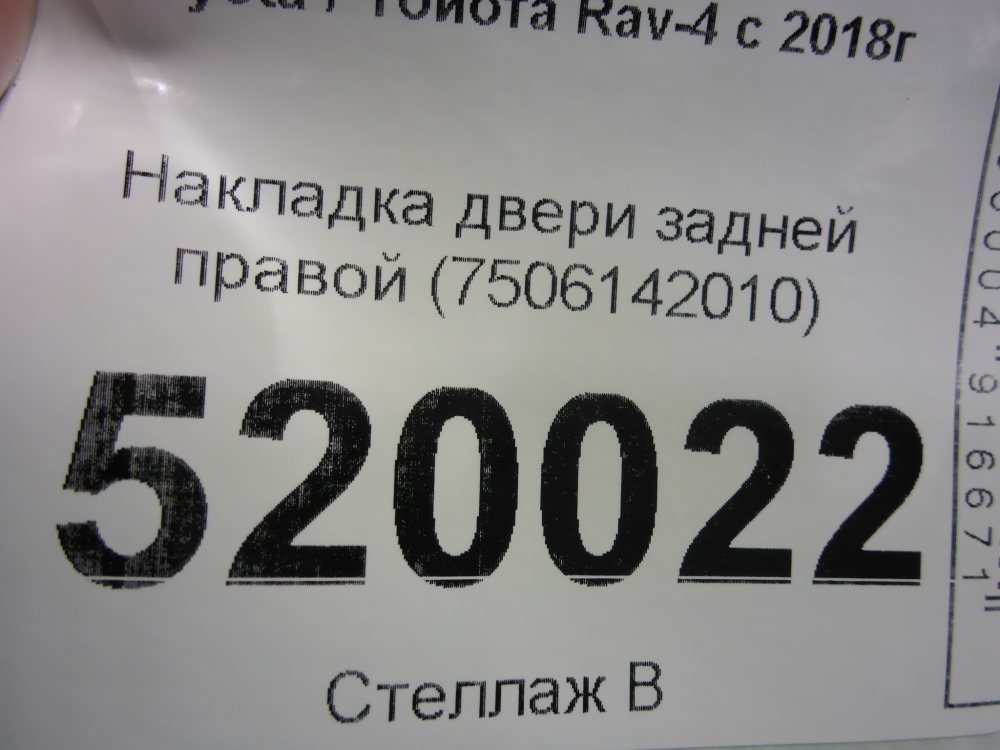 Тойота Rav-4 с 2018г
Накладка двери задней
правой (7506142010)
520022
Стеллаж В